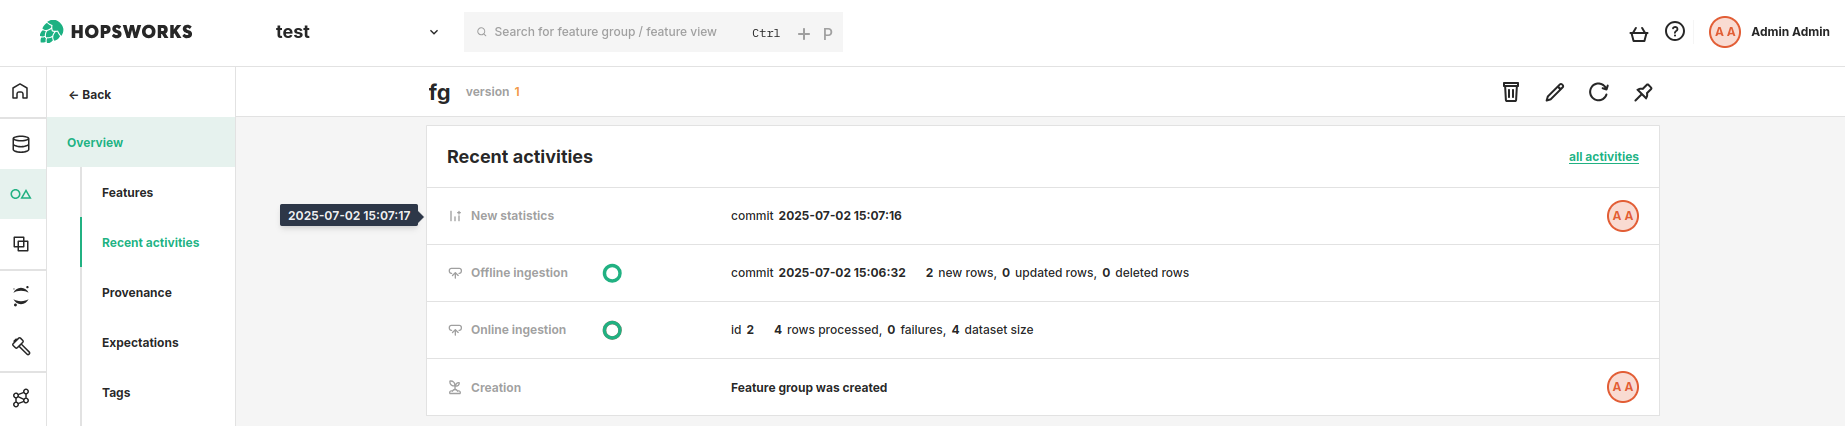 HOPSWORKS
test
Search for feature group / feature view Ctrl + P
A A Admin Admin
← Back
fg version 1
Overview
Features
Recent activities
Provenance
Expectations
Tags
Recent activities all activities
2025-07-02 15:07:17
New statistics commit 2025-07-02 15:07:16 A A
Offline ingestion commit 2025-07-02 15:06:32 2 new rows, 0 updated rows, 0 deleted rows
Online ingestion id 2 4 rows processed, 0 failures, 4 dataset size
Creation Feature group was created A A